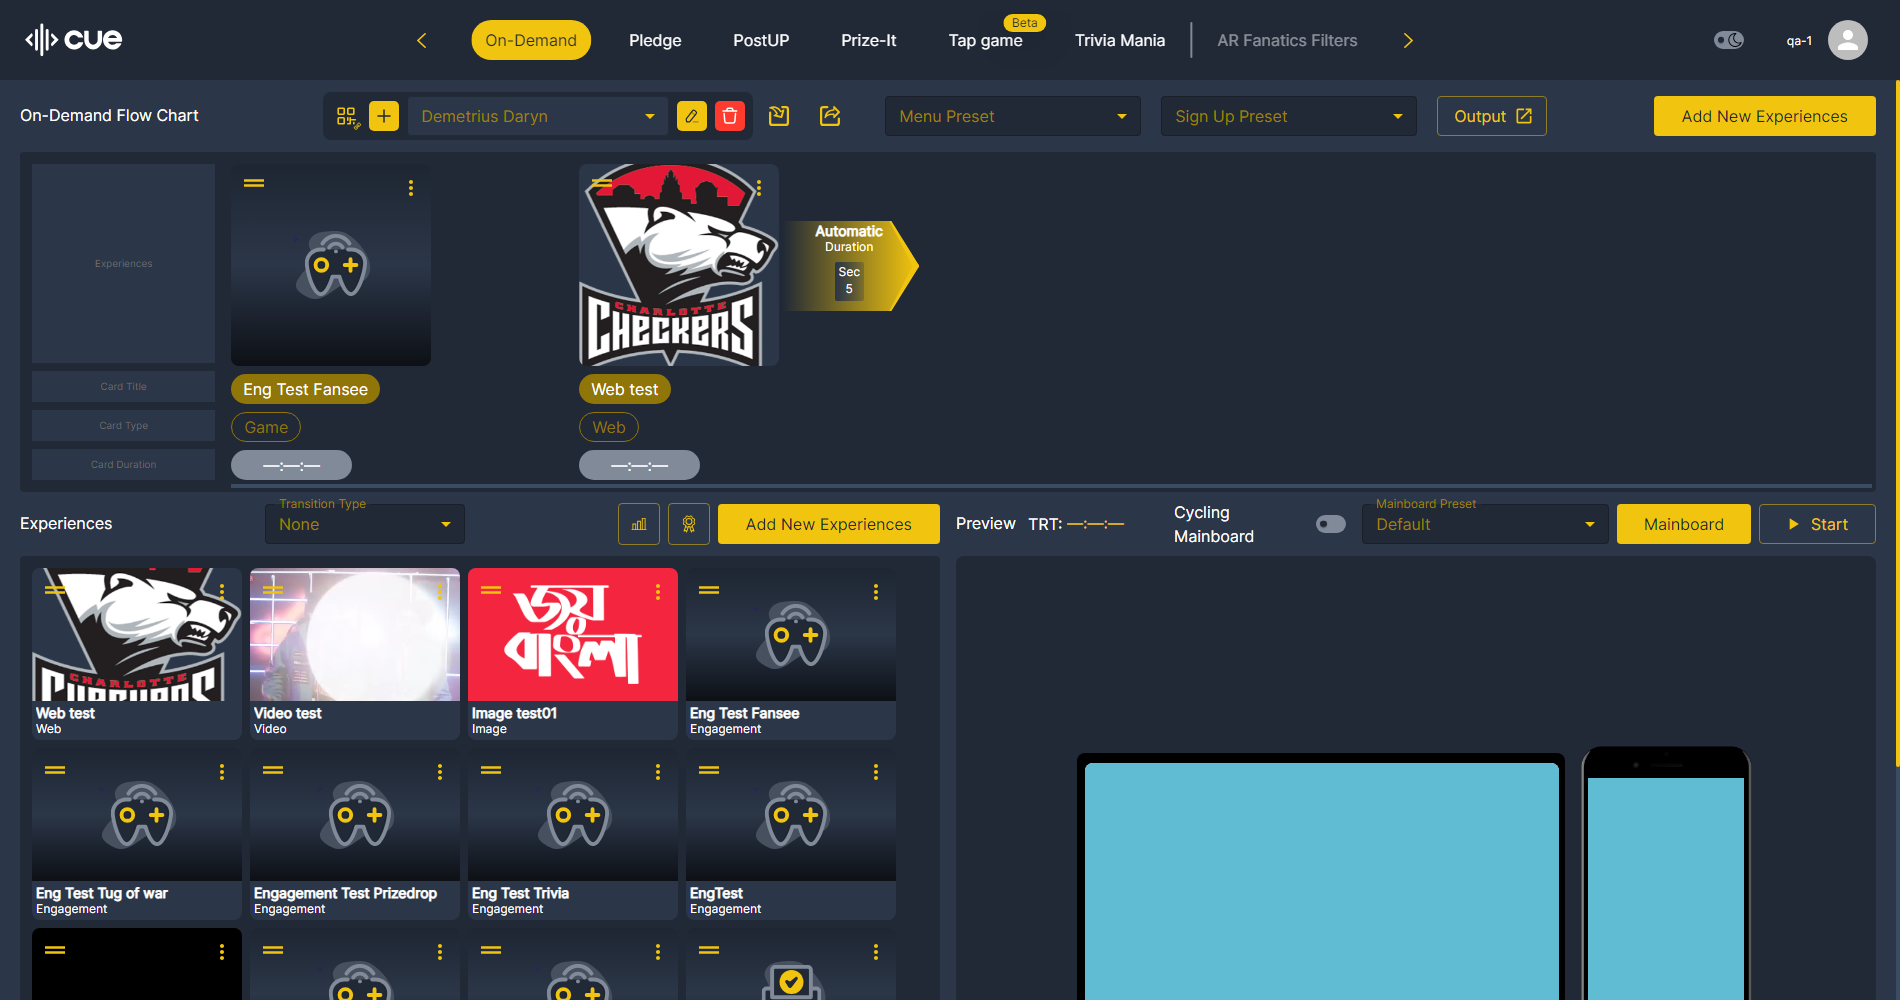 cue
On-Demand
Pledge
PostUP
Prize-It
Beta
Tap game
Trivia Mania
AR Fanatics Filters
qa-1
On-Demand Flow Chart
Demetrius Daryn
Menu Preset
Sign Up Preset
Output
Add New Experiences
Experiences
Card Title
Card Type
Card Duration
Eng Test Fansee
Game
—:—:—
CHARLOTTE
CHECKERS
Web test
Web
—:—:—
Automatic
Duration
Sec
5
Experiences
Transition Type
None
Add New Experiences
Preview
TRT: —:—:—
Cycling
Mainboard
Mainboard Preset
Default
Mainboard
Start
CHARLOTTE
CHECKERS
Web test
Web
Video test
Video
জয়
বাংলা
Image test01
Image
Eng Test Fansee
Engagement
Eng Test Tug of war
Engagement
Engagement Test Prizedrop
Engagement
Eng Test Trivia
Engagement
EngTest
Engagement